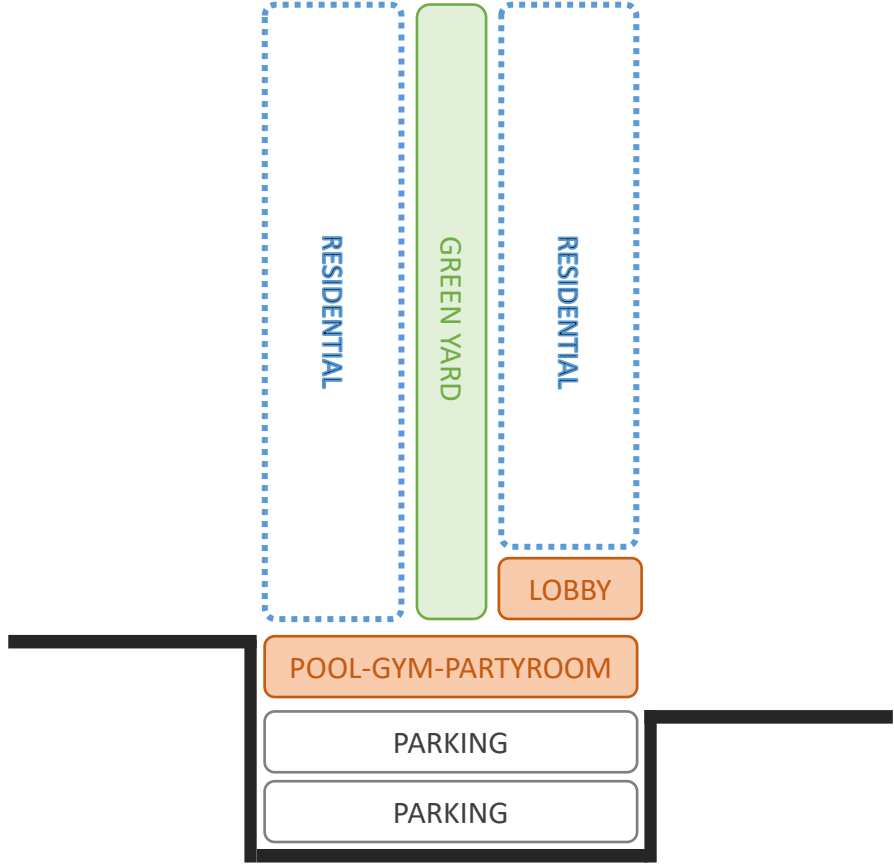 RESIDENTIAL
GREEN YARD
RESIDENTIAL
LOBBY
POOL-GYM-PARTYROOM
PARKING
PARKING